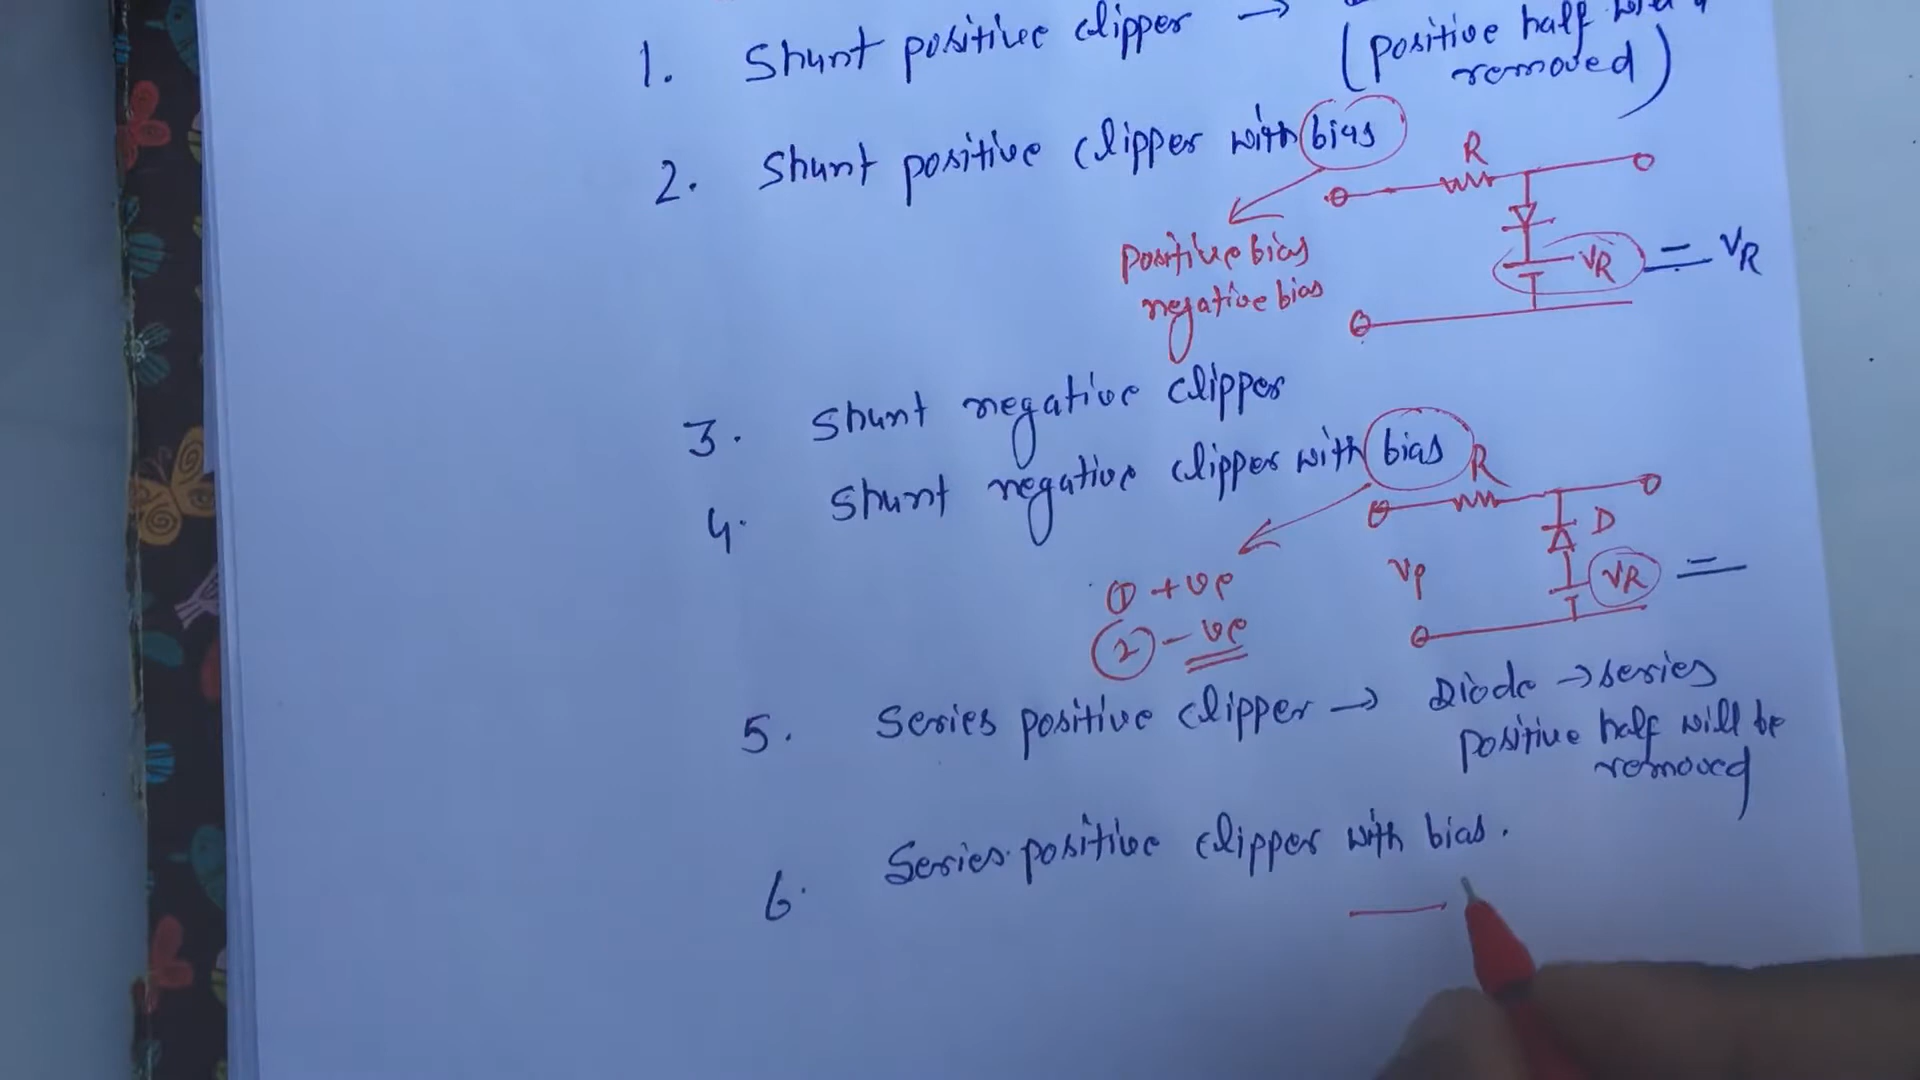 1. Shunt positive clipper →
(positive half
removed)
2. Shunt positive clipper with bias
R
positive bias
negative bias
VR = VR
3. Shunt negative clipper
4. Shunt negative clipper with bias
R
D
① +ve
② -ve
Vp
VR =
5. Series positive clipper → Diode → series
positive half will be
removed
6. Series positive clipper with bias.